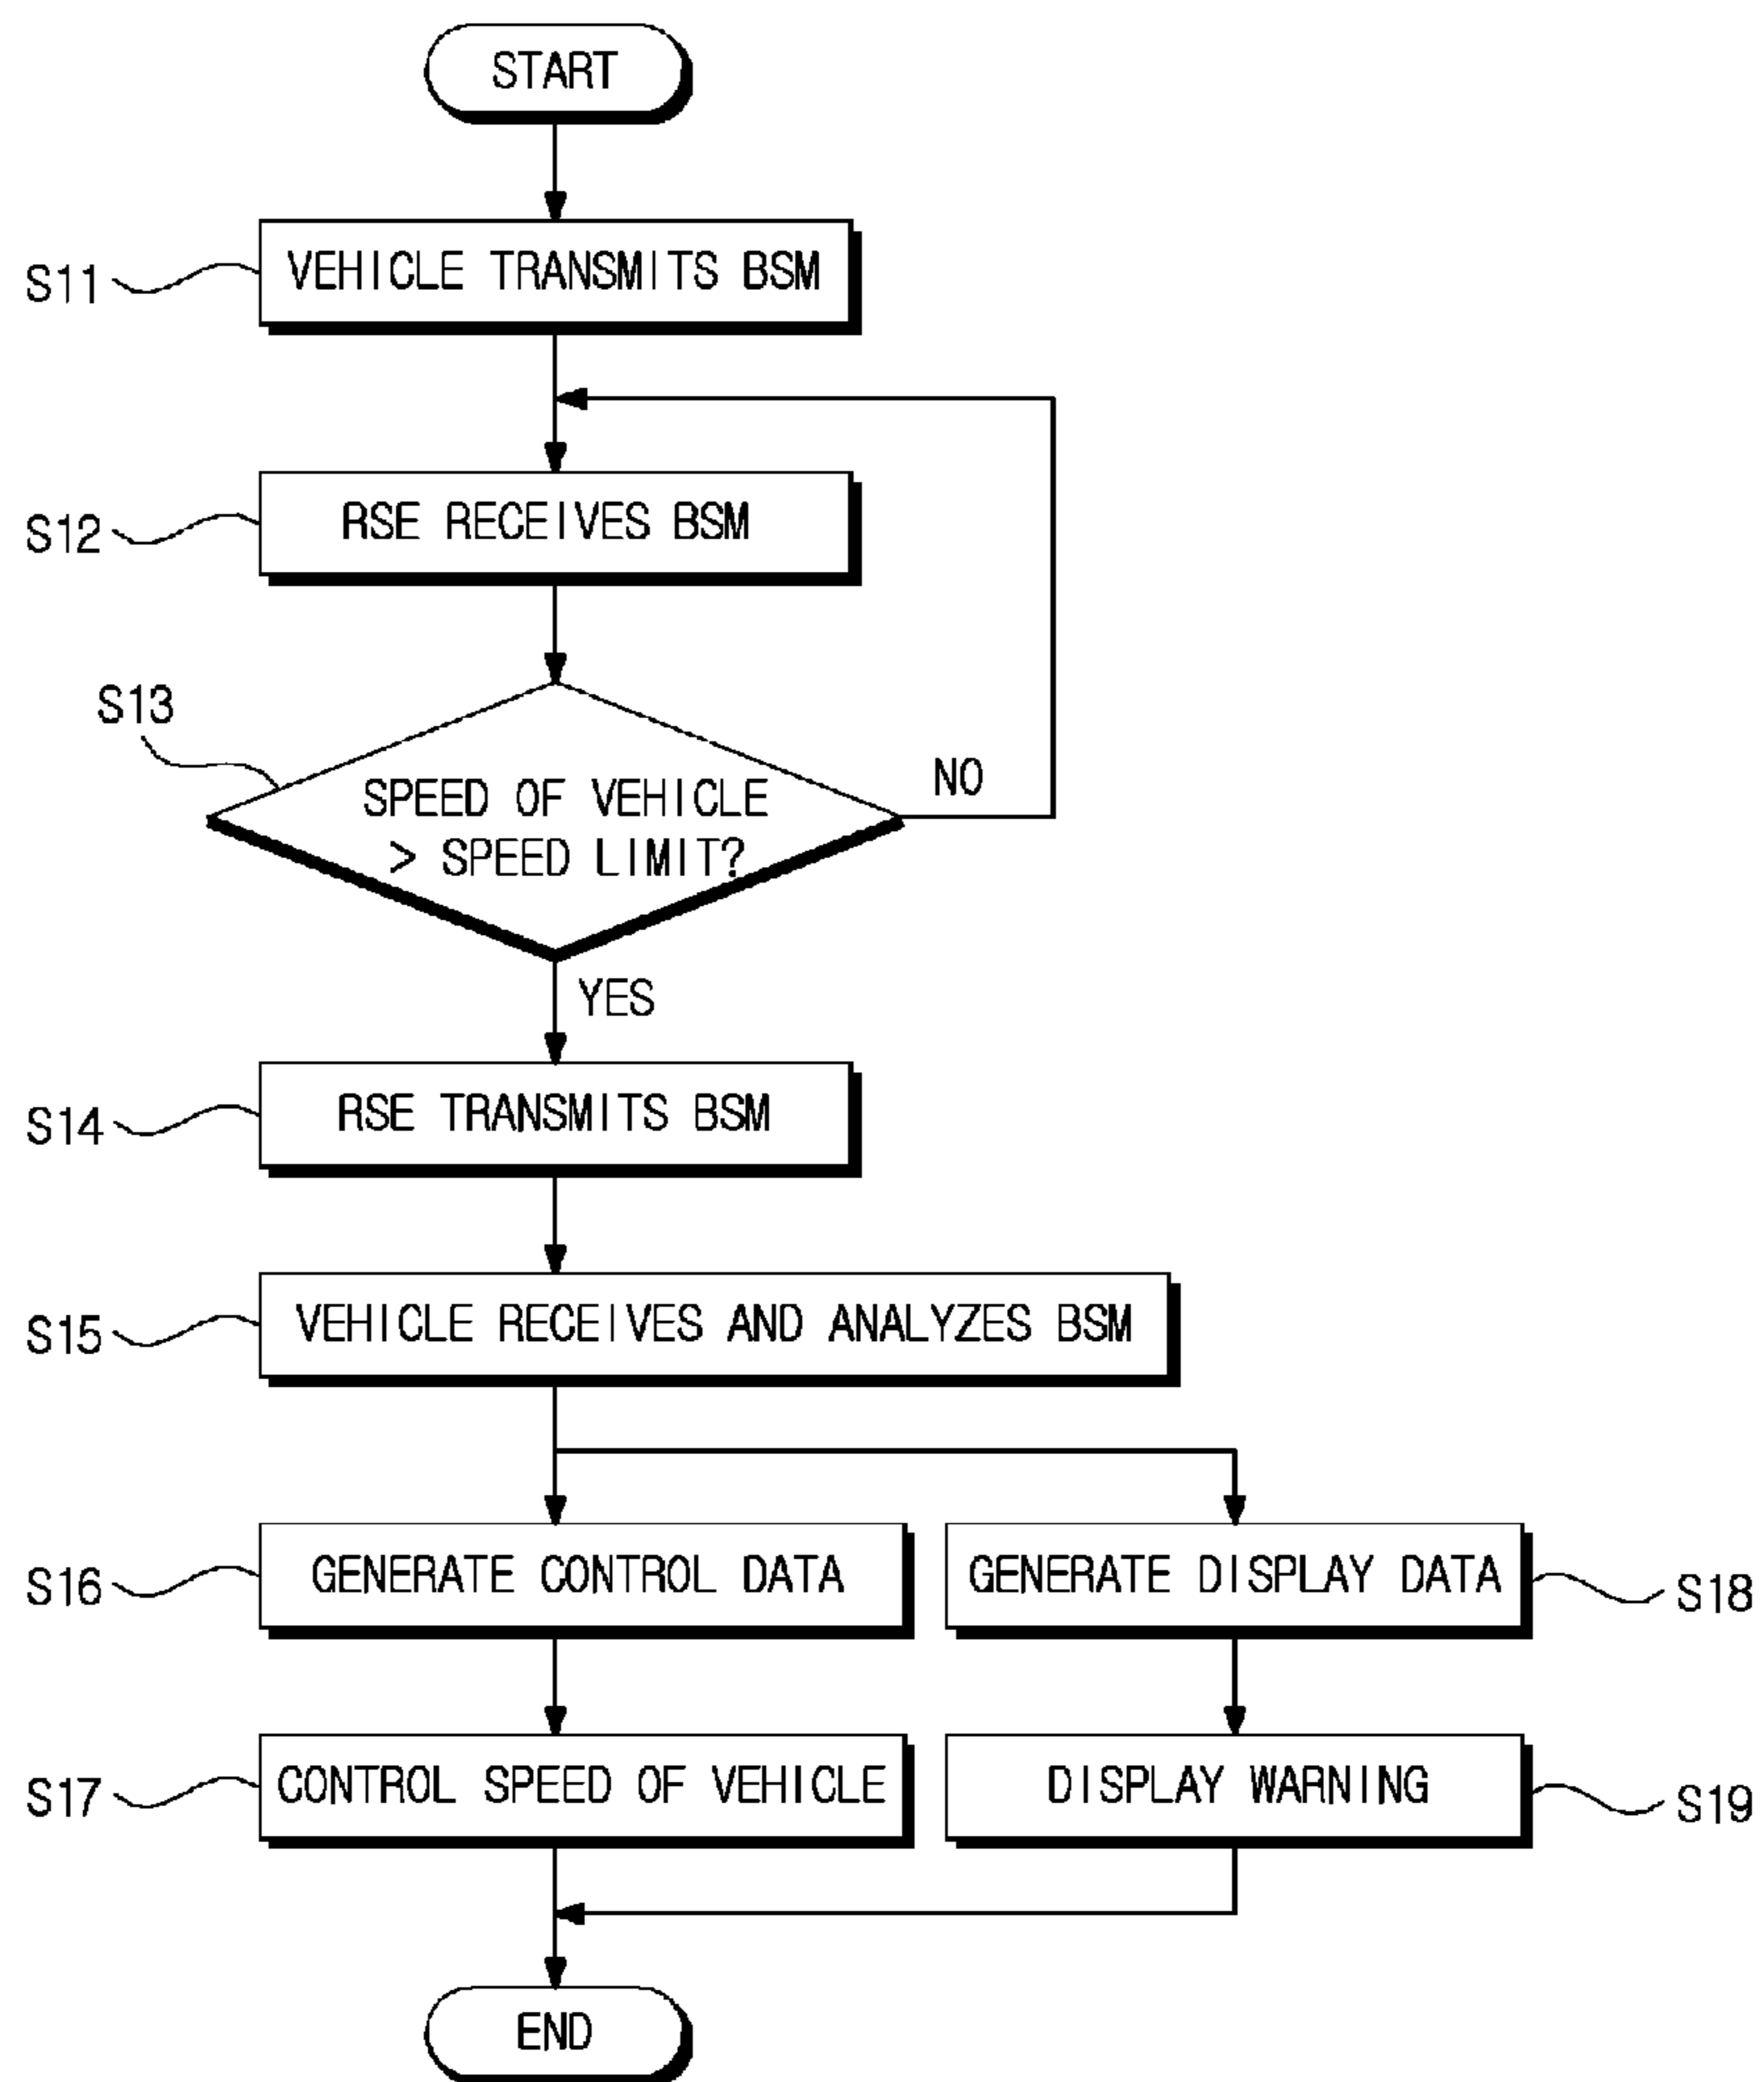 START
S11
VEHICLE TRANSMITS BSM
S12
RSE RECEIVES BSM
S13
SPEED OF VEHICLE
> SPEED LIMIT?
NO
YES
S14
RSE TRANSMITS BSM
S15
VEHICLE RECEIVES AND ANALYZES BSM
S16
GENERATE CONTROL DATA
GENERATE DISPLAY DATA
S18
S17
CONTROL SPEED OF VEHICLE
DISPLAY WARNING
S19
END